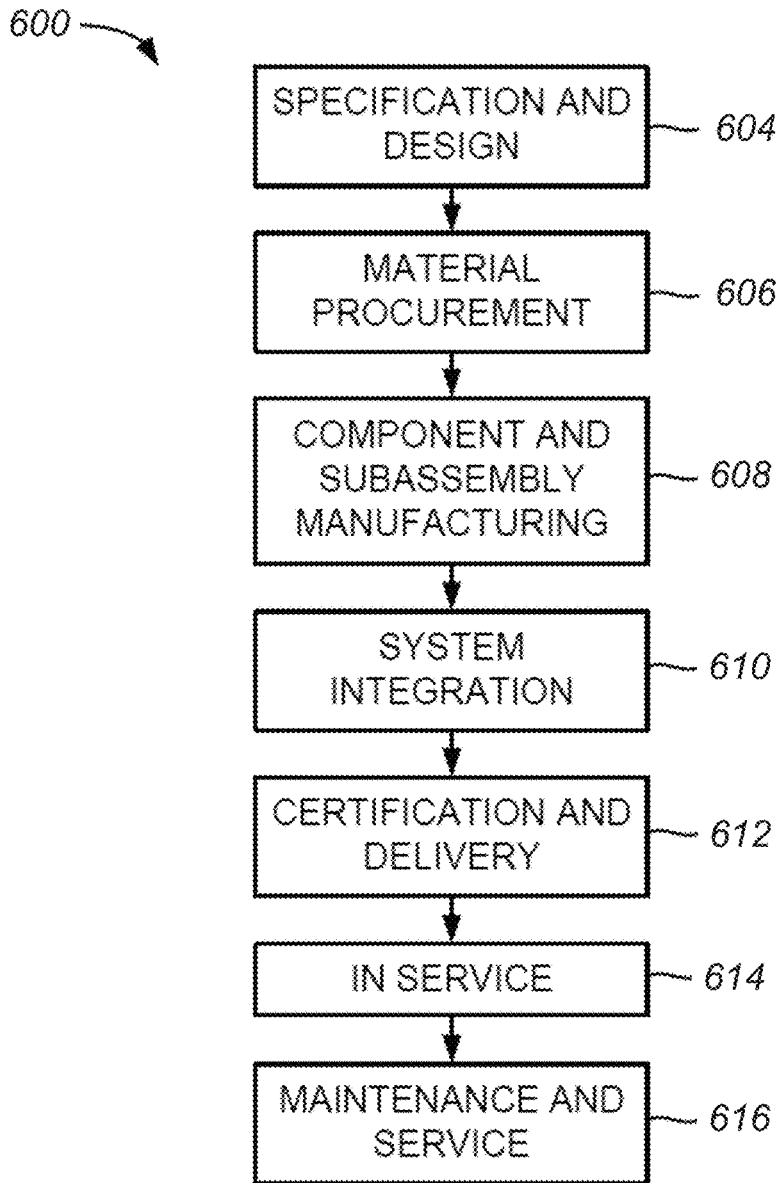 600
SPECIFICATION AND
DESIGN
604
MATERIAL
PROCUREMENT
606
COMPONENT AND
SUBASSEMBLY
MANUFACTURING
608
SYSTEM
INTEGRATION
610
CERTIFICATION AND
DELIVERY
612
IN SERVICE
614
MAINTENANCE AND
SERVICE
616